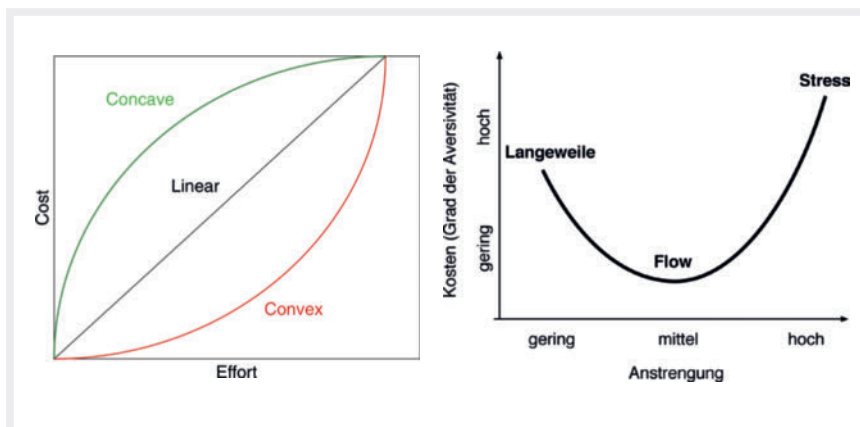 Concave
Linear
Convex
Cost
Effort
Kosten (Grad der Aversivität)
hoch
gering
Stress
Langeweile
Flow
gering
mittel
hoch
Anstrengung